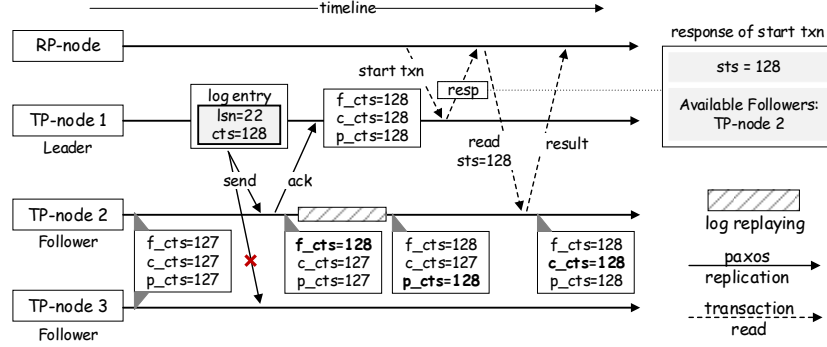 timeline
RP-node
response of start txn
sts = 128
Available Followers:
TP-node 2
start txn
resp
log entry
lsn=22
cts=128
f_cts=128
c_cts=128
p_cts=128
TP-node 1
Leader
read
sts=128
result
send
ack
TP-node 2
Follower
f_cts=127
c_cts=127
p_cts=127
f_cts=128
c_cts=127
p_cts=127
f_cts=128
c_cts=127
p_cts=128
f_cts=128
c_cts=128
p_cts=128
log replaying
paxos
replication
transaction
read
TP-node 3
Follower